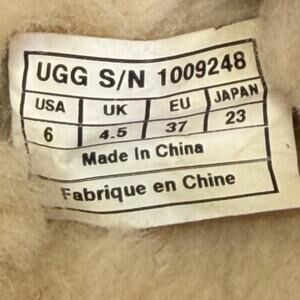 UGG S/N 1009248
USA UK EU JAPAN
6 4.5 37 23
Made in China
Fabrique en Chine